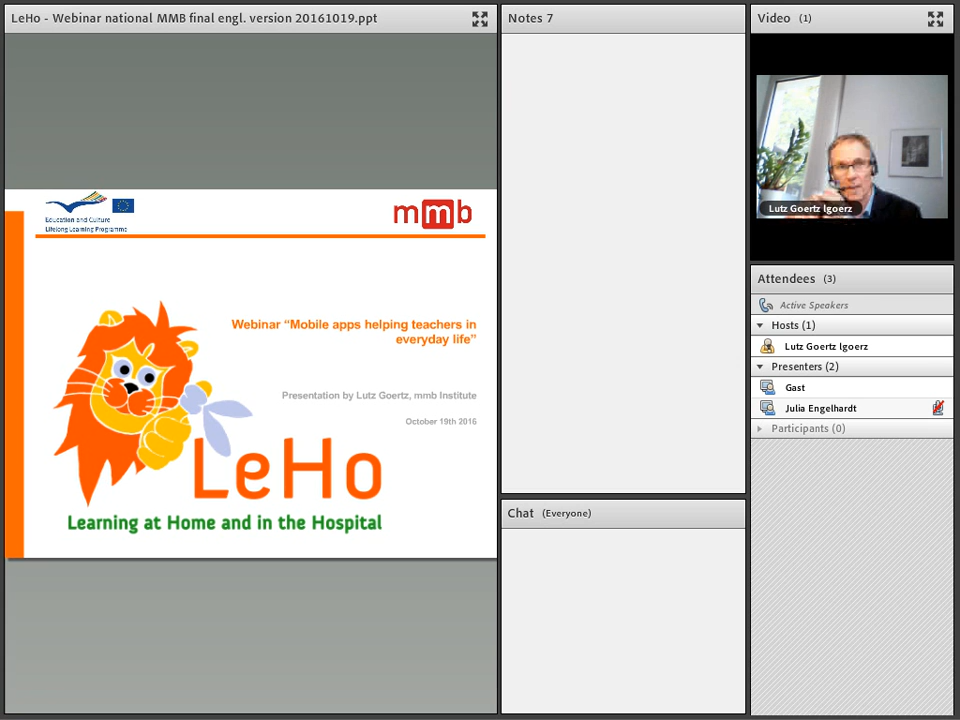 LeHo - Webinar national MMB final engl. version 20161019.ppt
Education and Culture
Lifelong Learning Programme
mmb
Webinar “Mobile apps helping teachers in
everyday life”
Presentation by Lutz Goertz, mmb Institute
October 19th 2016
LeHo
Learning at Home and in the Hospital
Notes 7
Chat (Everyone)
Video (1)
Lutz Goertz lgoerz
Attendees (3)
Active Speakers
Hosts (1)
Lutz Goertz lgoerz
Presenters (2)
Gast
Julia Engelhardt
Participants (0)